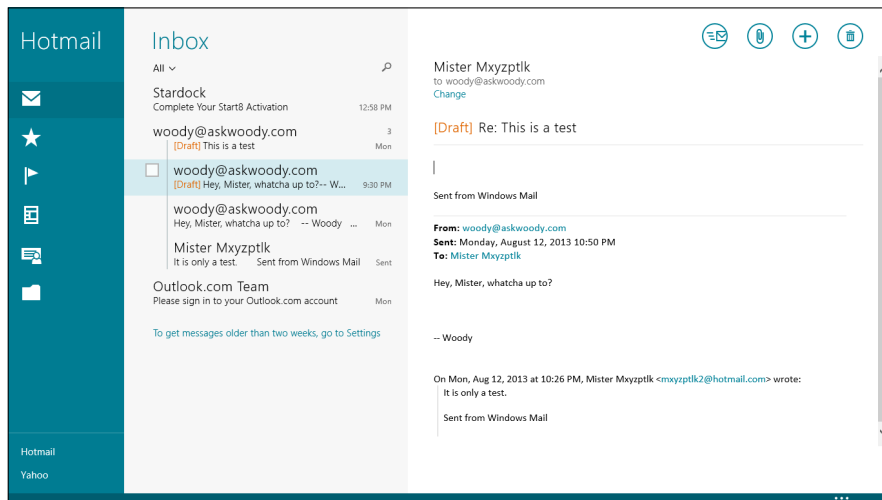 Hotmail
Hotmail
Yahoo
Inbox
All
Stardock
Complete Your Start8 Activation 12:58 PM
woody@askwoody.com 3
[Draft] This is a test Mon
woody@askwoody.com
[Draft] Hey, Mister, whatcha up to?-- W... 9:30 PM
woody@askwoody.com
Hey, Mister, whatcha up to? -- Woody ... Mon
Mister Mxyzptlk
It is only a test. Sent from Windows Mail Sent
Outlook.com Team
Please sign in to your Outlook.com account Mon
To get messages older than two weeks, go to Settings
Mister Mxyzptlk
to woody@askwoody.com
Change
[Draft] Re: This is a test
Sent from Windows Mail
From: woody@askwoody.com
Sent: Monday, August 12, 2013 10:50 PM
To: Mister Mxyzptlk
Hey, Mister, whatcha up to?
-- Woody
On Mon, Aug 12, 2013 at 10:26 PM, Mister Mxyzptlk <mxyzptlk2@hotmail.com> wrote:
It is only a test.
Sent from Windows Mail